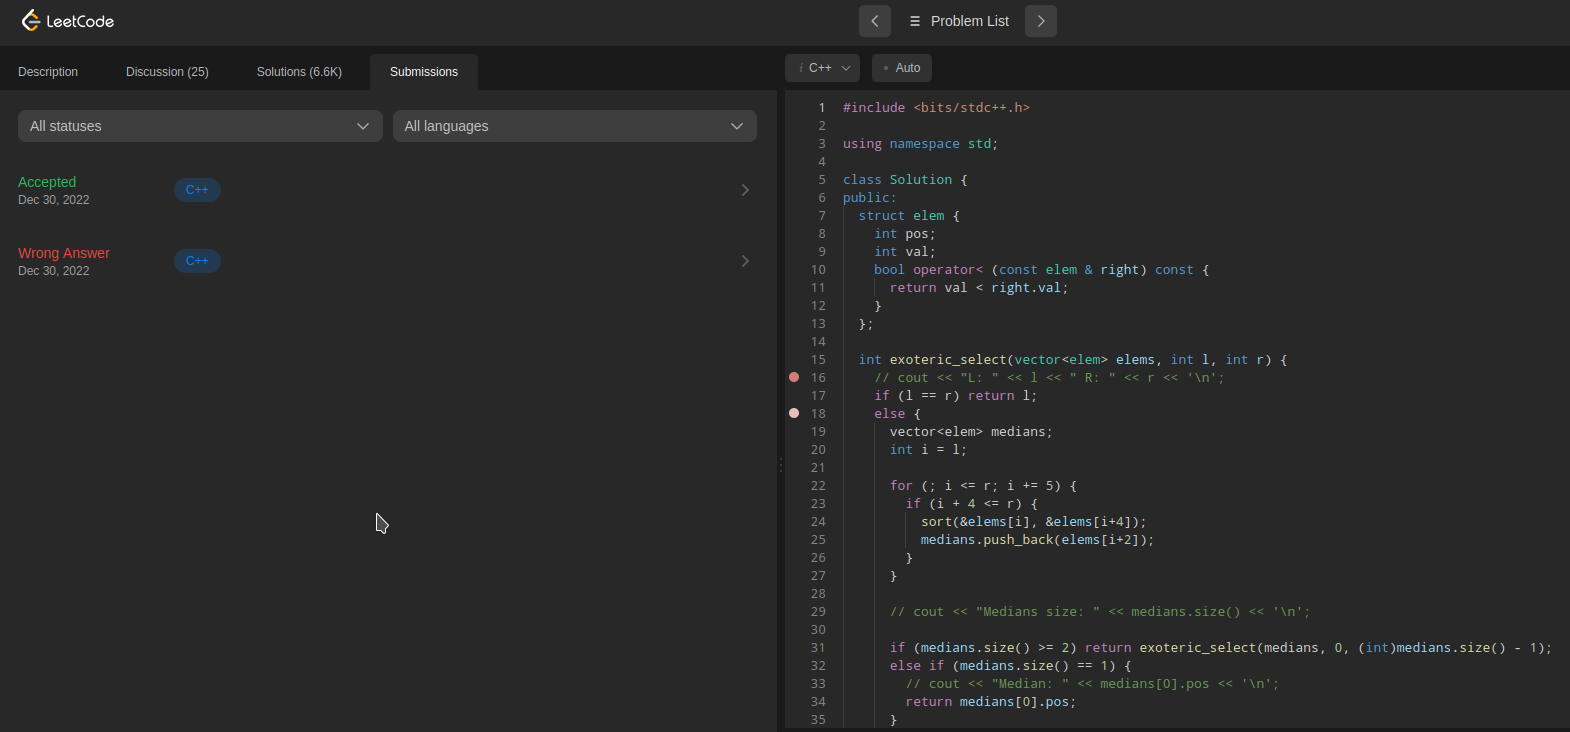 LeetCode
Problem List
Description
Discussion (25)
Solutions (6.6K)
Submissions
All statuses
All languages
Accepted
Dec 30, 2022
C++
Wrong Answer
Dec 30, 2022
C++
i C++
Auto
1 #include <bits/stdc++.h>
2
3 using namespace std;
4
5 class Solution {
6 public:
7   struct elem {
8     int pos;
9     int val;
10     bool operator< (const elem & right) const {
11       return val < right.val;
12     }
13   };
14
15   int exoteric_select(vector<elem> elems, int l, int r) {
16     // cout << "L: " << l << " R: " << r << '\n';
17     if (l == r) return l;
18     else {
19       vector<elem> medians;
20       int i = l;
21
22       for (; i <= r; i += 5) {
23         if (i + 4 <= r) {
24           sort(&elems[i], &elems[i+4]);
25           medians.push_back(elems[i+2]);
26         }
27       }
28
29       // cout << "Medians size: " << medians.size() << '\n';
30
31       if (medians.size() >= 2) return exoteric_select(medians, 0, (int)medians.size() - 1);
32       else if (medians.size() == 1) {
33         // cout << "Median: " << medians[0].pos << '\n';
34         return medians[0].pos;
35       }